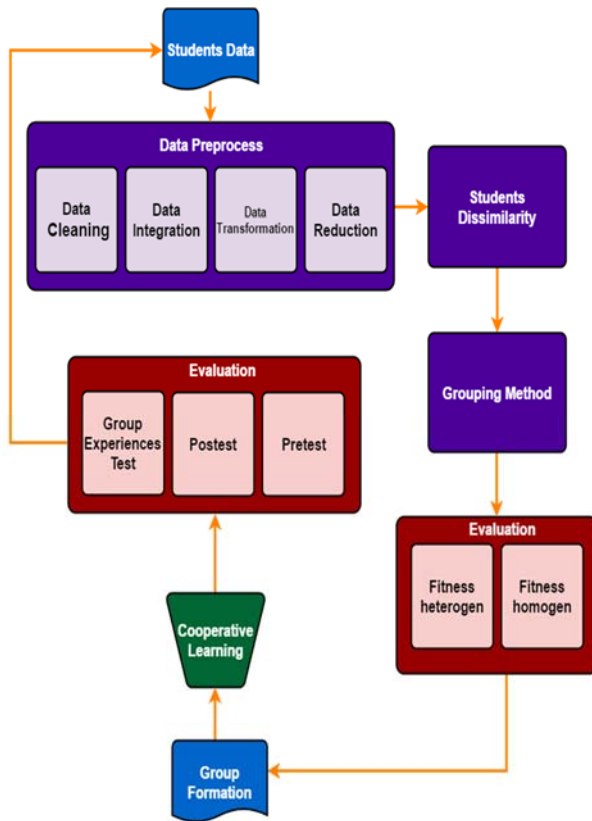 Students Data
Data Preprocess
Data
Cleaning
Data
Integration
Data
Transformation
Data
Reduction
Students
Dissimilarity
Grouping Method
Evaluation
Fitness
heterogen
Fitness
homogen
Evaluation
Group
Experiences
Test
Postest
Pretest
Cooperative
Learning
Group
Formation